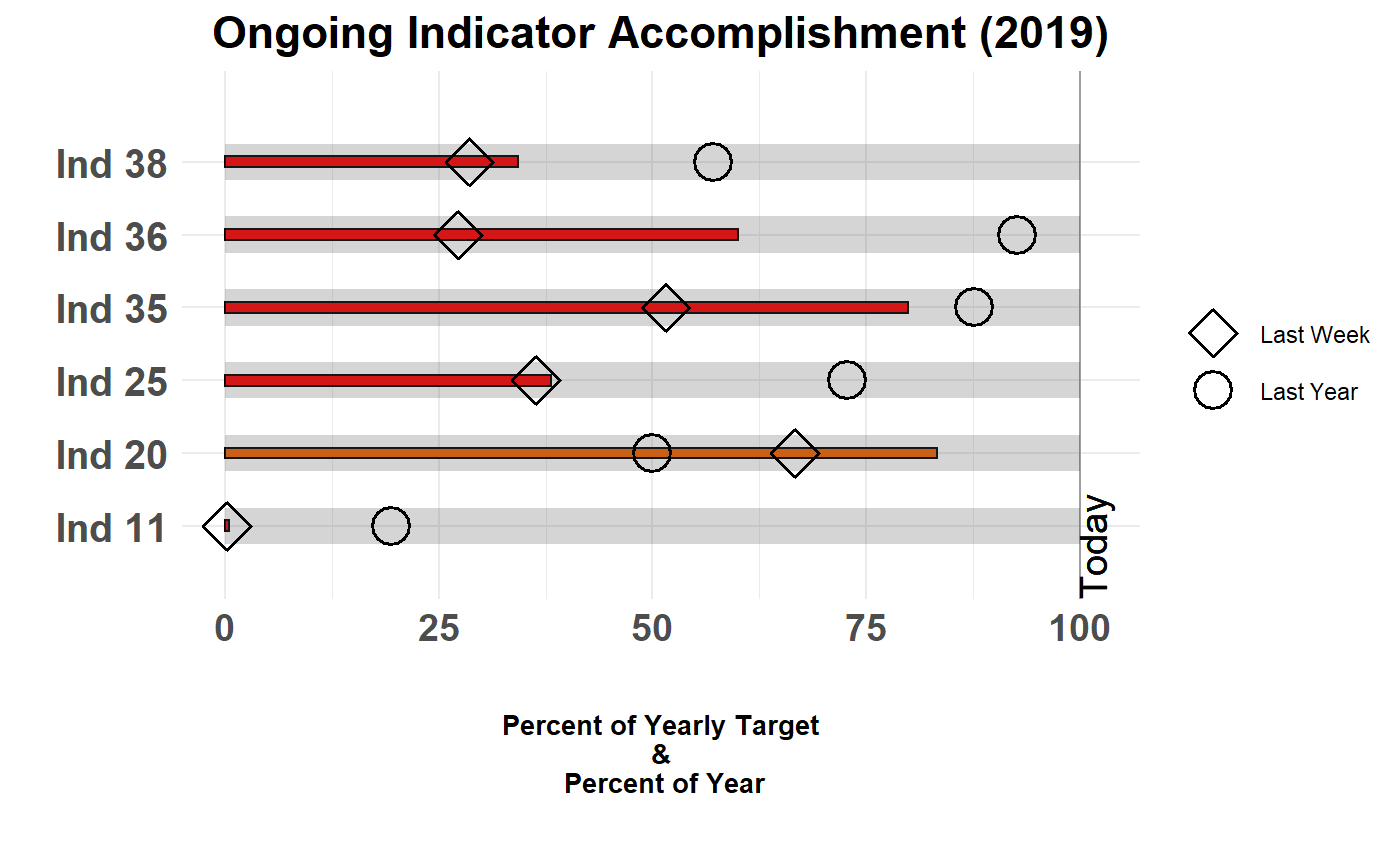 Ongoing Indicator Accomplishment (2019)
Ind 38
Ind 36
Ind 35
Ind 25
Ind 20
Ind 11
Last Week
Last Year
Today
0 25 50 75 100
Percent of Yearly Target
&
Percent of Year